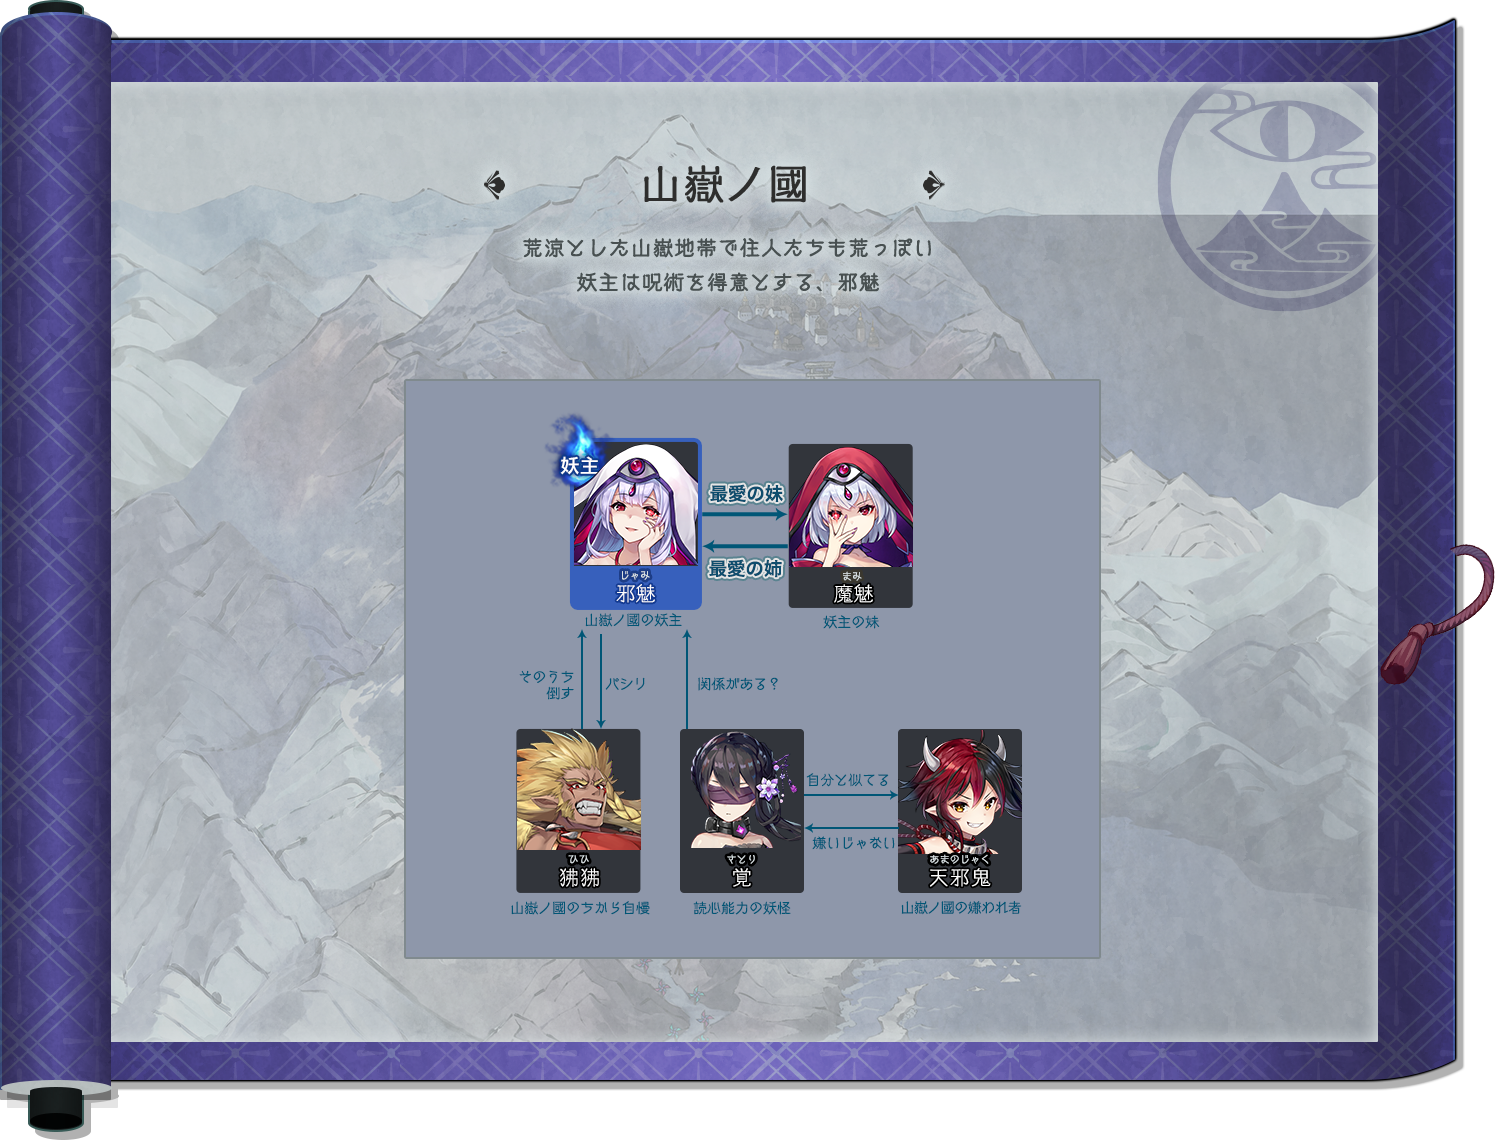 山嶽ノ國
荒涼とした山嶽地帯で住人たちも荒っぽい
妖主は呪術を得意とする、邪魅
妖主
最愛の妹
最愛の姉
じゃみ
邪魅
まみ
魔魅
山嶽ノ國の妖主
妖主の妹
そのうち
倒す
パシリ
関係がある？
自分と似てる
嫌いじゃない
ひひ
狒狒
さとり
覚
あまのじゃく
天邪鬼
山嶽ノ國のちから自慢
読心能力の妖怪
山嶽ノ國の嫌われ者